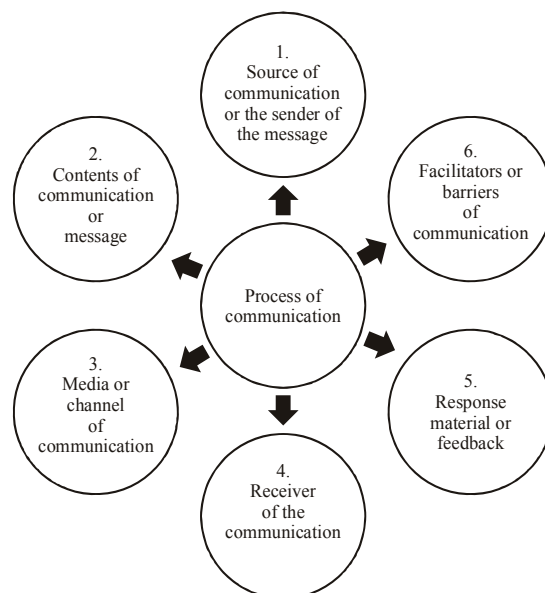 1.
Source of
communication
or the sender of
the message
2.
Contents of
communication
or
message
3.
Media or
channel
of
communication
4.
Receiver
of the
communication
5.
Response
material or
feedback
6.
Facilitators or
barriers
of
communication
Process of
communication